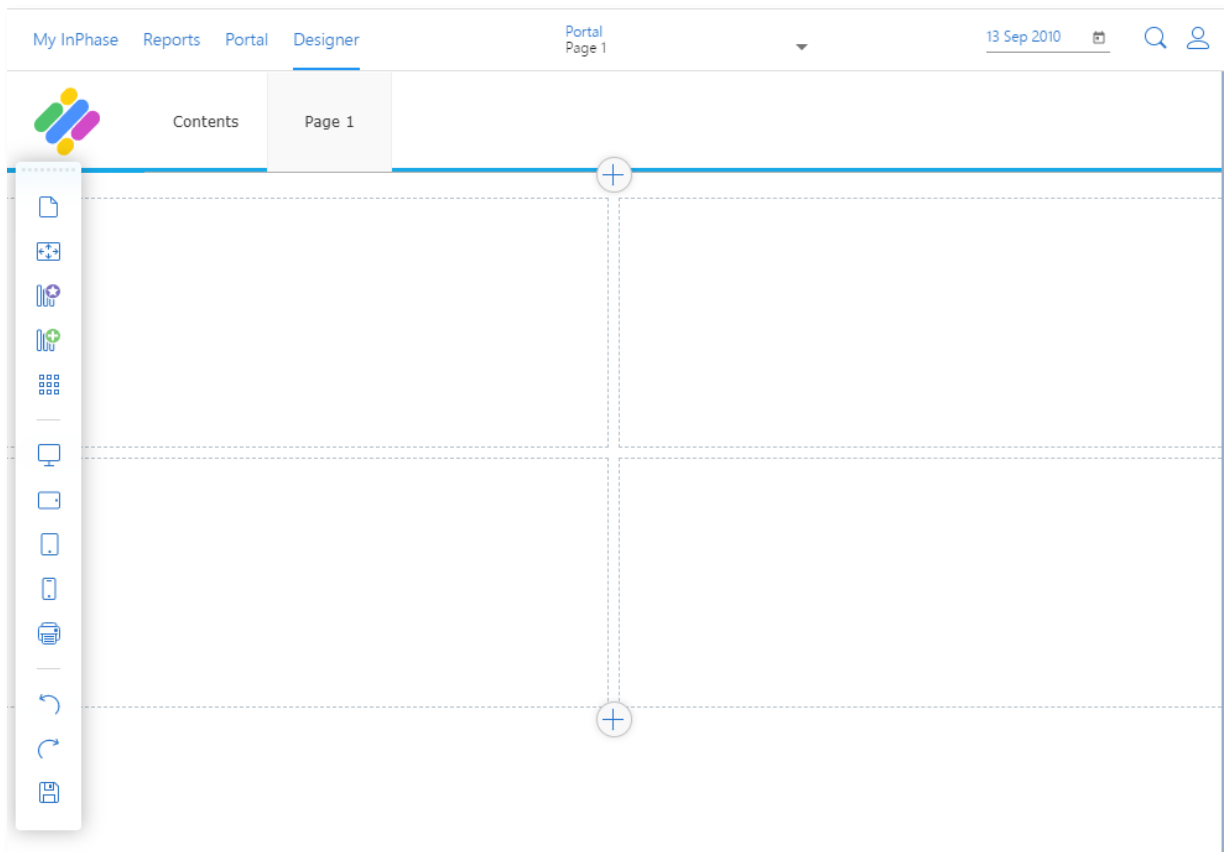 My InPhase Reports Portal Designer
Portal
Page 1
13 Sep 2010
Contents Page 1